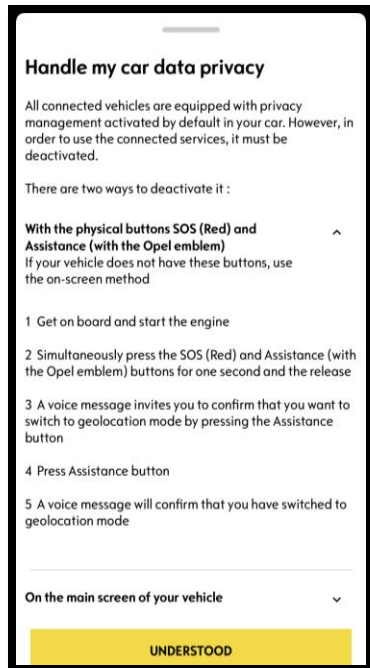 Handle my car data privacy
All connected vehicles are equipped with privacy
management activated by default in your car. However, in
order to use the connected services, it must be
deactivated.
There are two ways to deactivate it :
With the physical buttons SOS (Red) and
Assistance (with the Opel emblem)
If your vehicle does not have these buttons, use
the on-screen method
1 Get on board and start the engine
2 Simultaneously press the SOS (Red) and Assistance (with
the Opel emblem) buttons for one second and the release
3 A voice message invites you to confirm that you want to
switch to geolocation mode by pressing the Assistance
button
4 Press Assistance button
5 A voice message will confirm that you have switched to
geolocation mode
On the main screen of your vehicle
UNDERSTOOD